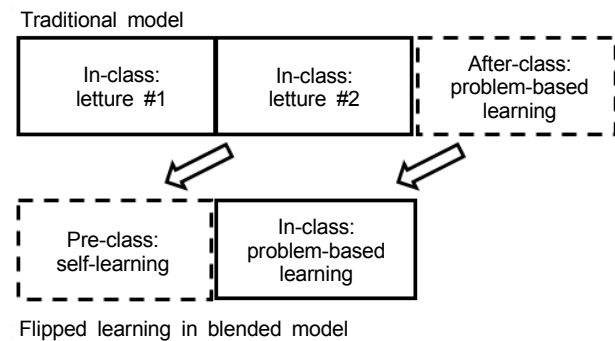 Traditional model
In-class:
letture #1
In-class:
letture #2
After-class:
problem-based
learning
Pre-class:
self-learning
In-class:
problem-based
learning
Flipped learning in blended model